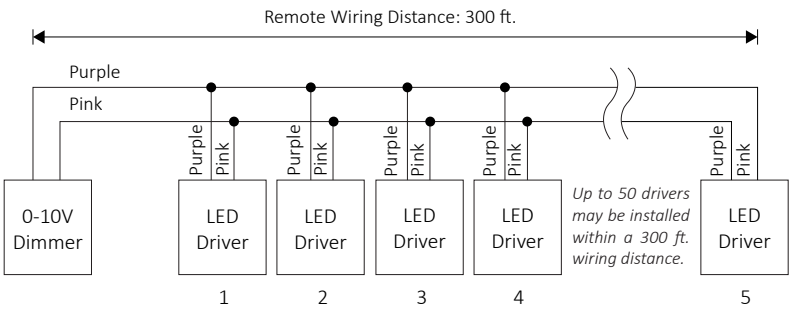 Remote Wiring Distance: 300 ft.
Purple
Pink
Purple
Pink
Purple
Pink
Purple
Pink
Purple
Pink
Purple
Pink
0-10V
Dimmer
LED
Driver
LED
Driver
LED
Driver
LED
Driver
Up to 50 drivers
may be installed
within a 300 ft.
wiring distance.
LED
Driver
1
2
3
4
5